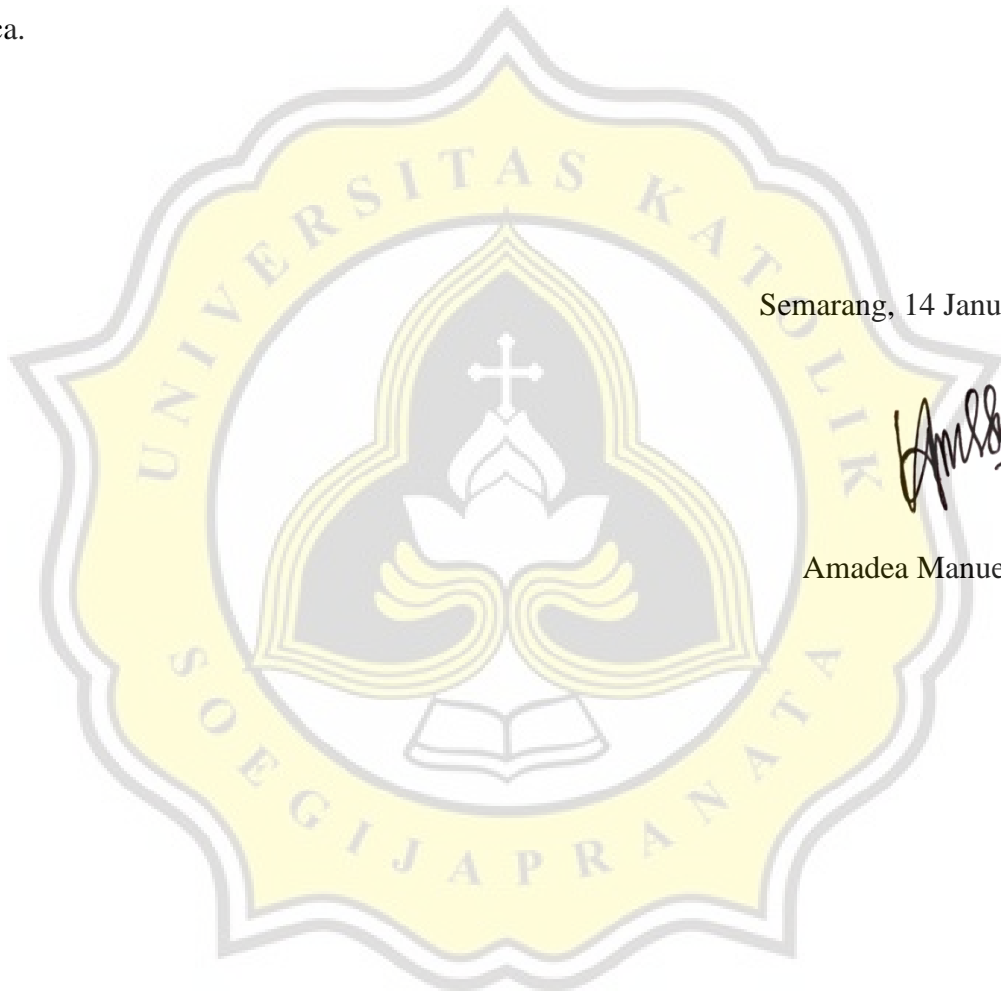 ca.
UNIVERSITAS KATOLIK
Semarang, 14 Janu
Amadea Manue
SOEGIJAPRANATA